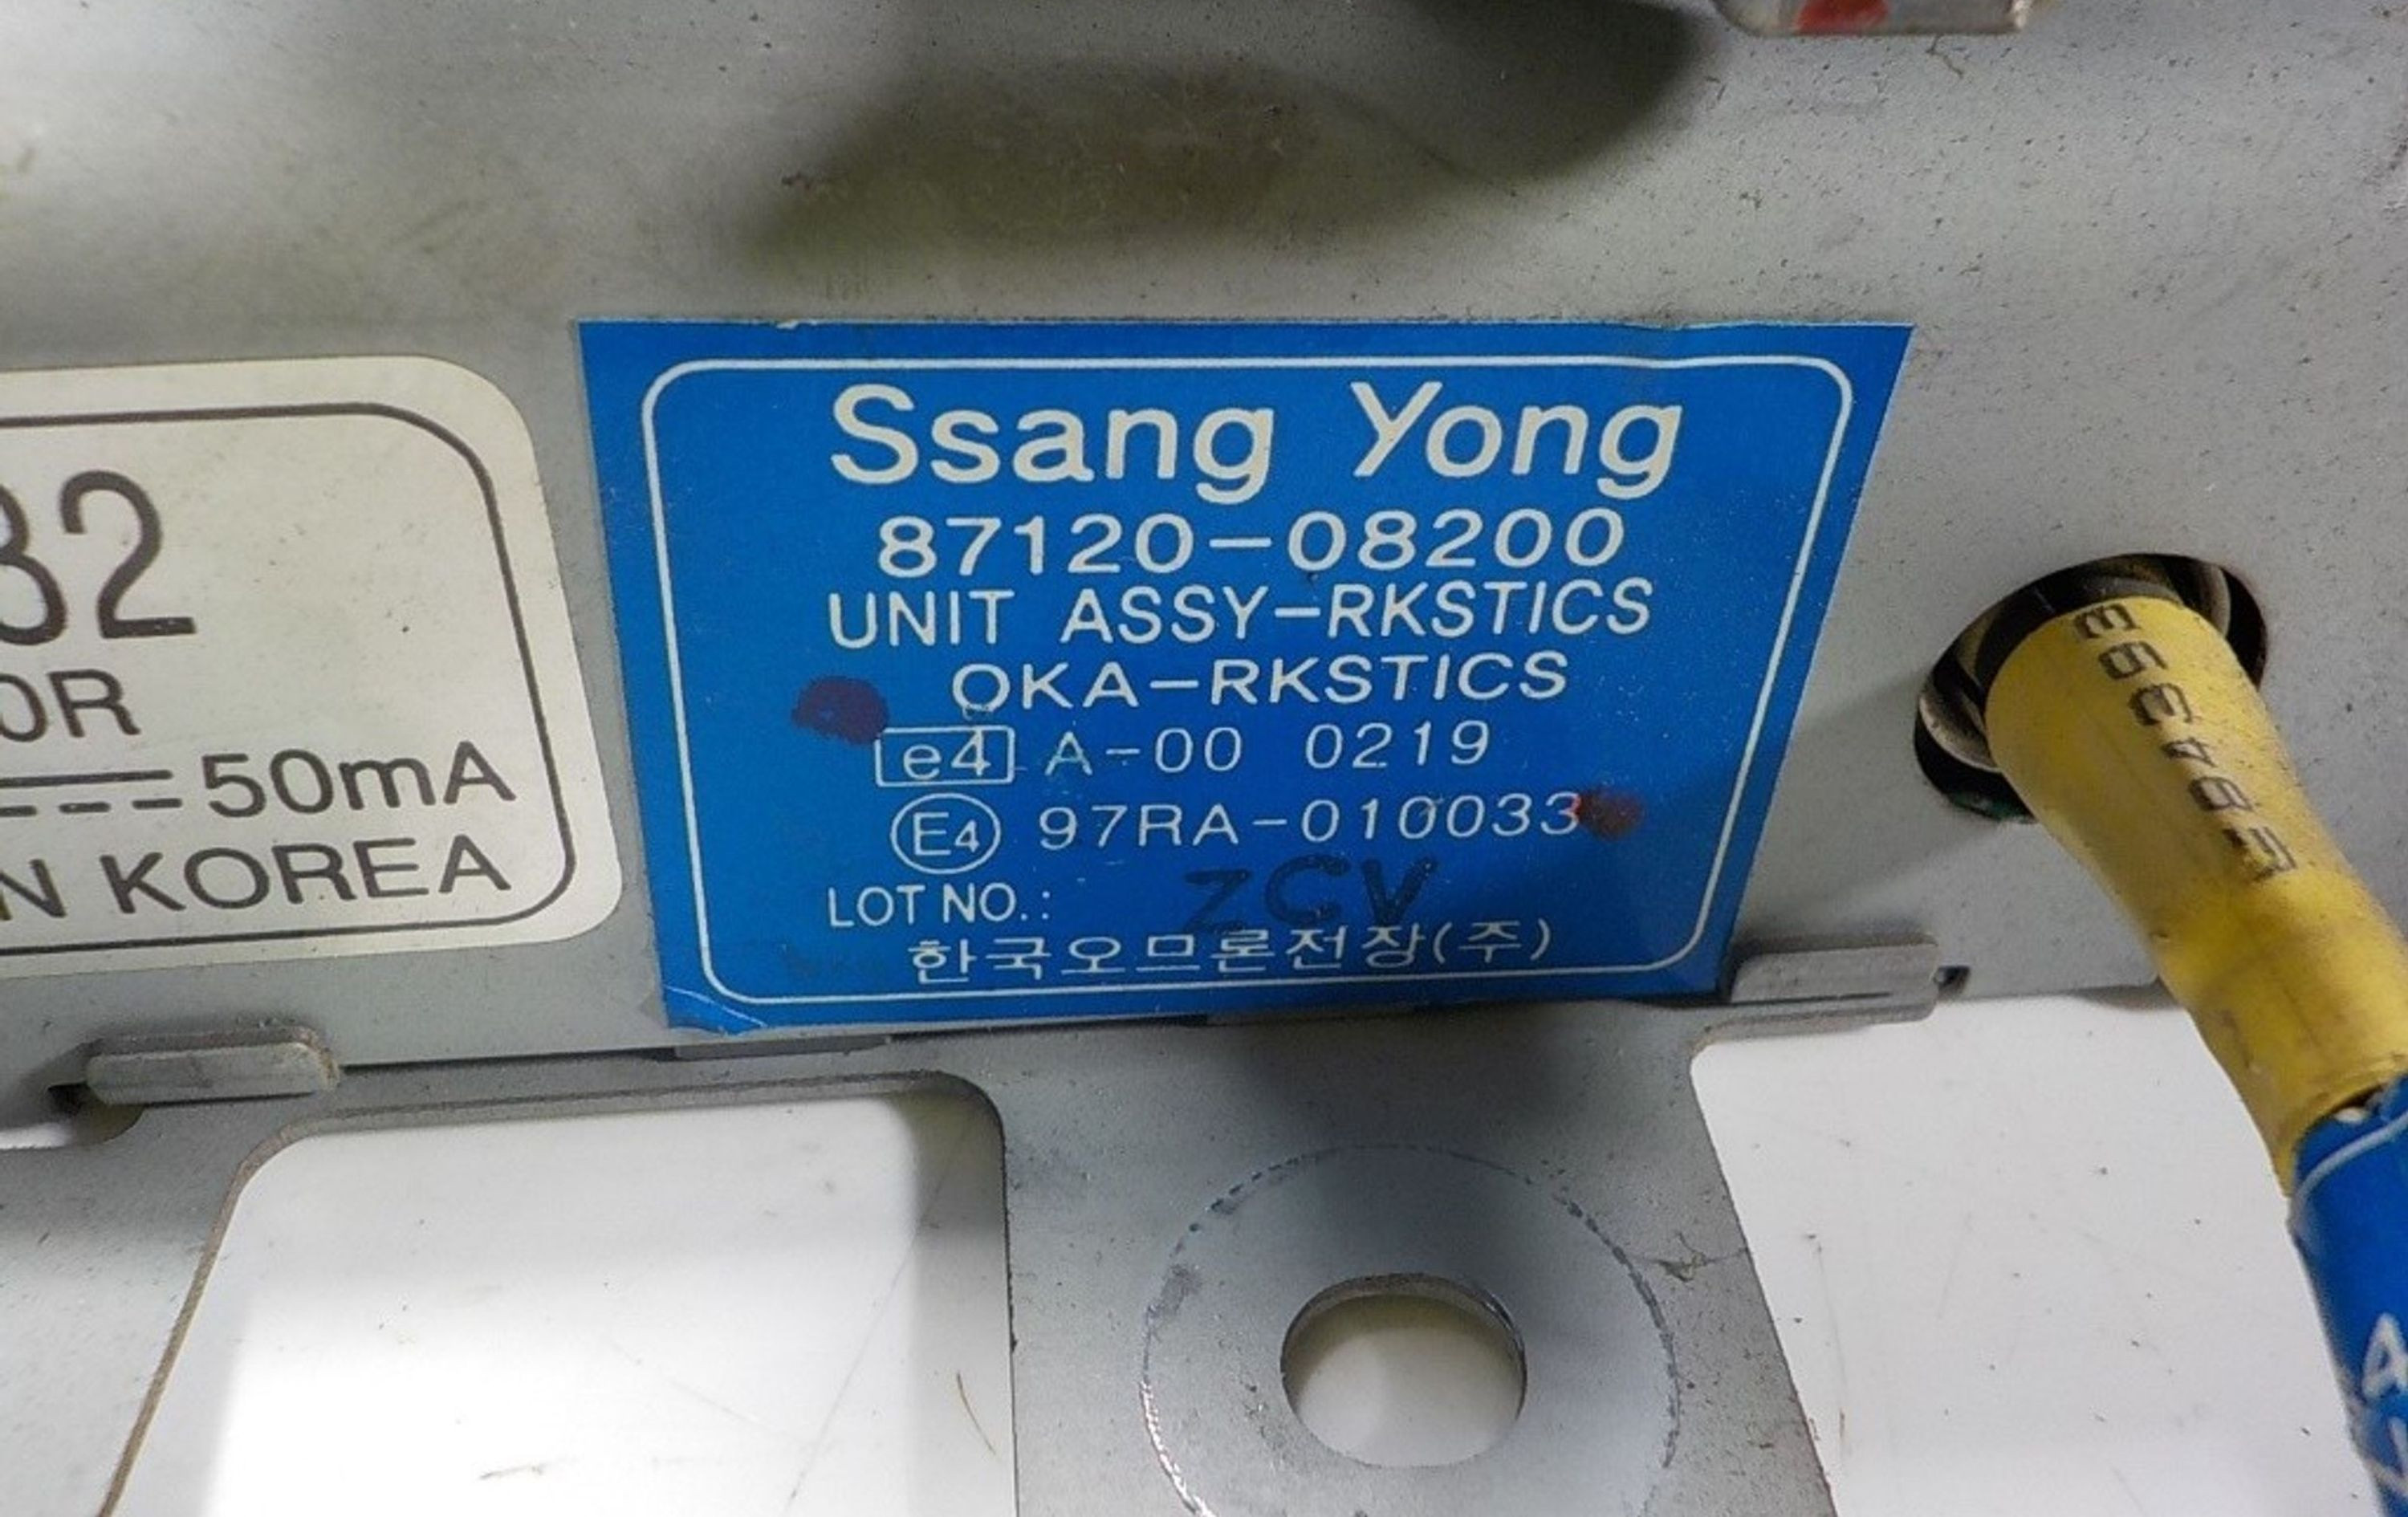 Ssang Yong
87120-08200
UNIT ASSY-RKSTICS
OKA-RKSTICS
e4 A-00 0219
E4 97RA-010033
ZCV
LOT NO.:
한국오므론전장(주)
32
OR
50mA
N KOREA